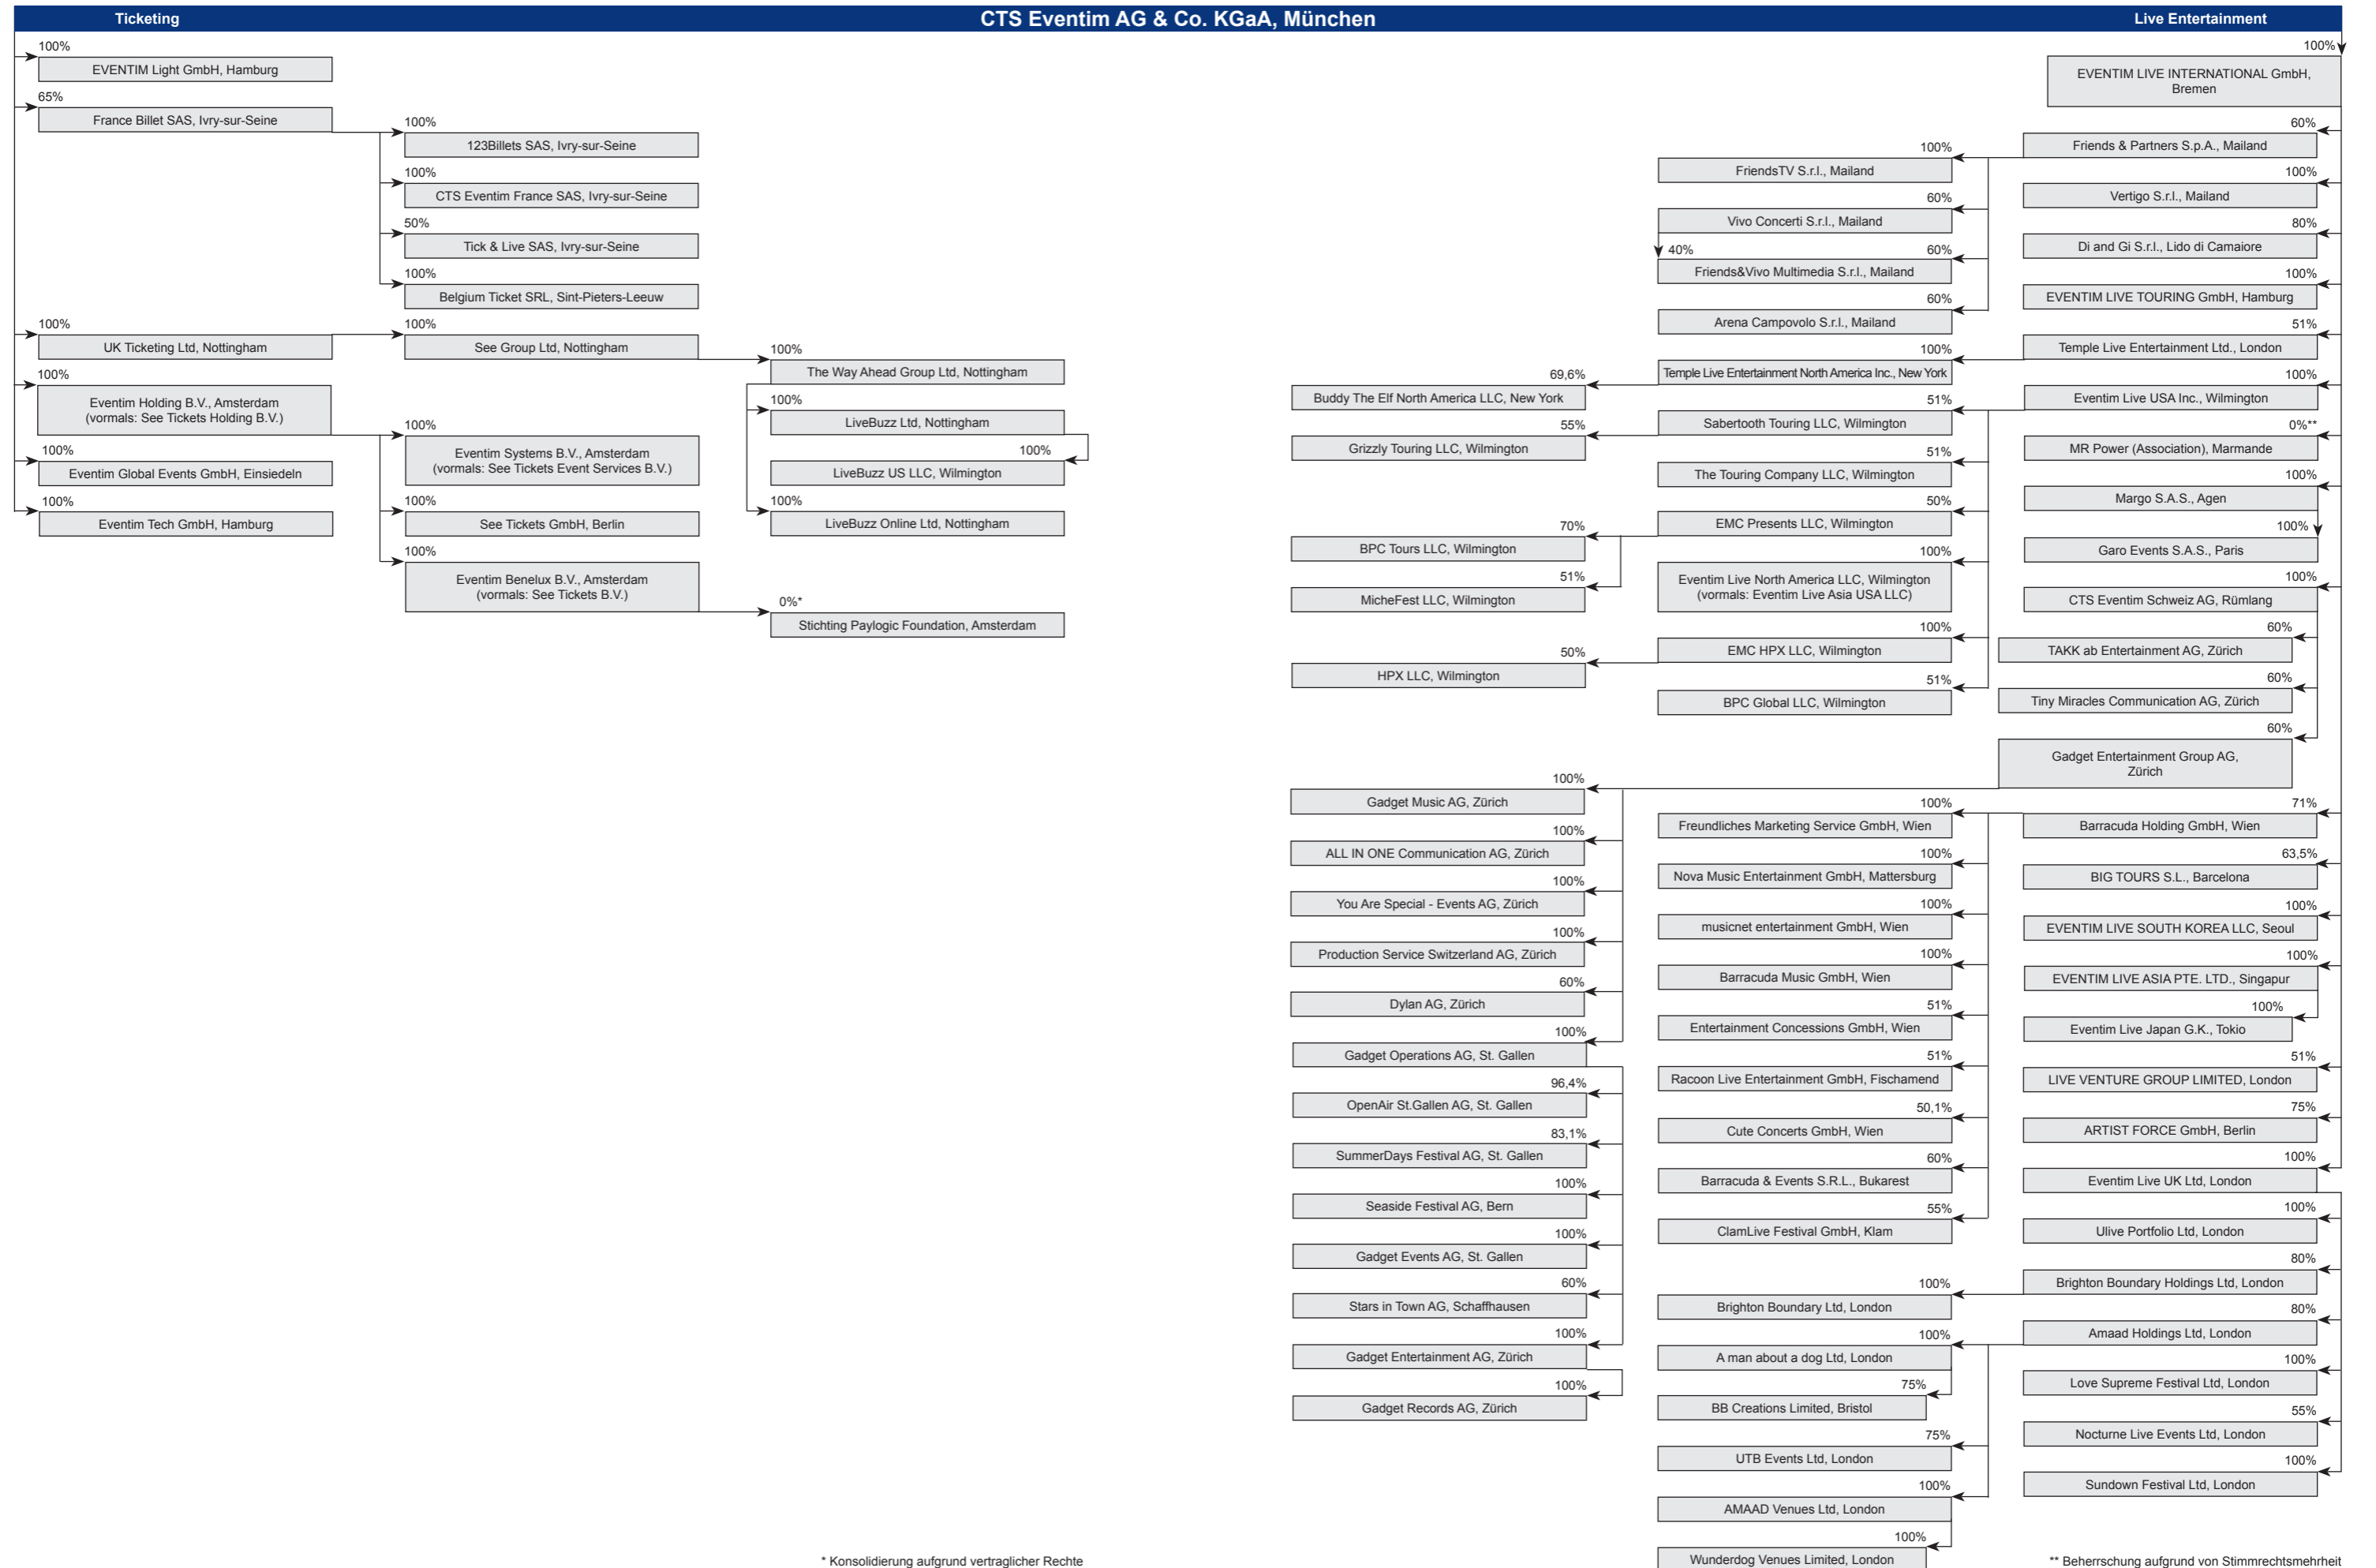 Ticketing
CTS Eventim AG & Co. KGaA, München
Live Entertainment
100%
EVENTIM Light GmbH, Hamburg
65%
France Billet SAS, Ivry-sur-Seine
100%
123Billets SAS, Ivry-sur-Seine
100%
CTS Eventim France SAS, Ivry-sur-Seine
50%
Tick & Live SAS, Ivry-sur-Seine
100%
Belgium Ticket SRL, Sint-Pieters-Leeuw
100%
UK Ticketing Ltd, Nottingham
100%
See Group Ltd, Nottingham
100%
The Way Ahead Group Ltd, Nottingham
100%
LiveBuzz Ltd, Nottingham
100%
LiveBuzz US LLC, Wilmington
100%
LiveBuzz Online Ltd, Nottingham
100%
Eventim Holding B.V., Amsterdam
(vormals: See Tickets Holding B.V.)
100%
Eventim Systems B.V., Amsterdam
(vormals: See Tickets Event Services B.V.)
100%
See Tickets GmbH, Berlin
100%
Eventim Benelux B.V., Amsterdam
(vormals: See Tickets B.V.)
0%*
Stichting Paylogic Foundation, Amsterdam
100%
Eventim Global Events GmbH, Einsiedeln
100%
Eventim Tech GmbH, Hamburg
100%
EVENTIM LIVE INTERNATIONAL GmbH,
Bremen
60%
Friends & Partners S.p.A., Mailand
100%
FriendsTV S.r.l., Mailand
60%
Vivo Concerti S.r.l., Mailand
40%
60%
Friends&Vivo Multimedia S.r.l., Mailand
60%
Arena Campovolo S.r.l., Mailand
100%
Vertigo S.r.l., Mailand
80%
Di and Gi S.r.l., Lido di Camaiore
100%
EVENTIM LIVE TOURING GmbH, Hamburg
51%
Temple Live Entertainment Ltd., London
100%
Temple Live Entertainment North America Inc., New York
69,6%
Buddy The Elf North America LLC, New York
100%
Eventim Live USA Inc., Wilmington
51%
Sabertooth Touring LLC, Wilmington
55%
Grizzly Touring LLC, Wilmington
51%
The Touring Company LLC, Wilmington
50%
EMC Presents LLC, Wilmington
70%
BPC Tours LLC, Wilmington
51%
MicheFest LLC, Wilmington
100%
Eventim Live North America LLC, Wilmington
(vormals: Eventim Live Asia USA LLC)
100%
EMC HPX LLC, Wilmington
50%
HPX LLC, Wilmington
51%
BPC Global LLC, Wilmington
0%**
MR Power (Association), Marmande
100%
Margo S.A.S., Agen
100%
Garo Events S.A.S., Paris
100%
CTS Eventim Schweiz AG, Rümlang
60%
TAKK ab Entertainment AG, Zürich
60%
Tiny Miracles Communication AG, Zürich
60%
Gadget Entertainment Group AG,
Zürich
100%
Gadget Music AG, Zürich
100%
ALL IN ONE Communication AG, Zürich
100%
You Are Special - Events AG, Zürich
100%
Production Service Switzerland AG, Zürich
60%
Dylan AG, Zürich
100%
Gadget Operations AG, St. Gallen
96,4%
OpenAir St.Gallen AG, St. Gallen
83,1%
SummerDays Festival AG, St. Gallen
100%
Seaside Festival AG, Bern
100%
Gadget Events AG, St. Gallen
60%
Stars in Town AG, Schaffhausen
100%
Gadget Entertainment AG, Zürich
100%
Gadget Records AG, Zürich
71%
Barracuda Holding GmbH, Wien
100%
Freundliches Marketing Service GmbH, Wien
100%
Nova Music Entertainment GmbH, Mattersburg
100%
musicnet entertainment GmbH, Wien
100%
Barracuda Music GmbH, Wien
51%
Entertainment Concessions GmbH, Wien
51%
Racoon Live Entertainment GmbH, Fischamend
50,1%
Cute Concerts GmbH, Wien
60%
Barracuda & Events S.R.L., Bukarest
55%
ClamLive Festival GmbH, Klam
63,5%
BIG TOURS S.L., Barcelona
100%
EVENTIM LIVE SOUTH KOREA LLC, Seoul
100%
EVENTIM LIVE ASIA PTE. LTD., Singapur
100%
Eventim Live Japan G.K., Tokio
51%
LIVE VENTURE GROUP LIMITED, London
75%
ARTIST FORCE GmbH, Berlin
100%
Eventim Live UK Ltd, London
100%
Ulive Portfolio Ltd, London
80%
Brighton Boundary Holdings Ltd, London
100%
Brighton Boundary Ltd, London
80%
Amaad Holdings Ltd, London
100%
A man about a dog Ltd, London
75%
BB Creations Limited, Bristol
75%
UTB Events Ltd, London
100%
AMAAD Venues Ltd, London
100%
Wunderdog Venues Limited, London
100%
Love Supreme Festival Ltd, London
55%
Nocturne Live Events Ltd, London
100%
Sundown Festival Ltd, London
* Konsolidierung aufgrund vertraglicher Rechte
** Beherrschung aufgrund von Stimmrechtsmehrheit